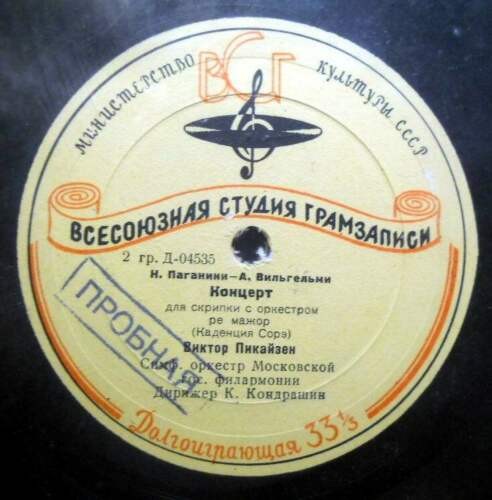 МИНИСТЕРСТВО КУЛЬТУРЫ СССР
ВСГ
ВСЕСОЮЗНАЯ СТУДИЯ ГРАМЗАПИСИ
2 гр. Д-04535
Н. Паганини—А. Вильгельми
Концерт
для скрипки с оркестром
ре мажор
(Каденция Сорэ)
Виктор Пикайзен
Симф. оркестр Московской
гос. филармонии
Дирижер К. Кондрашин
ПРОБНАЯ
Долгоиграющая 33⅓